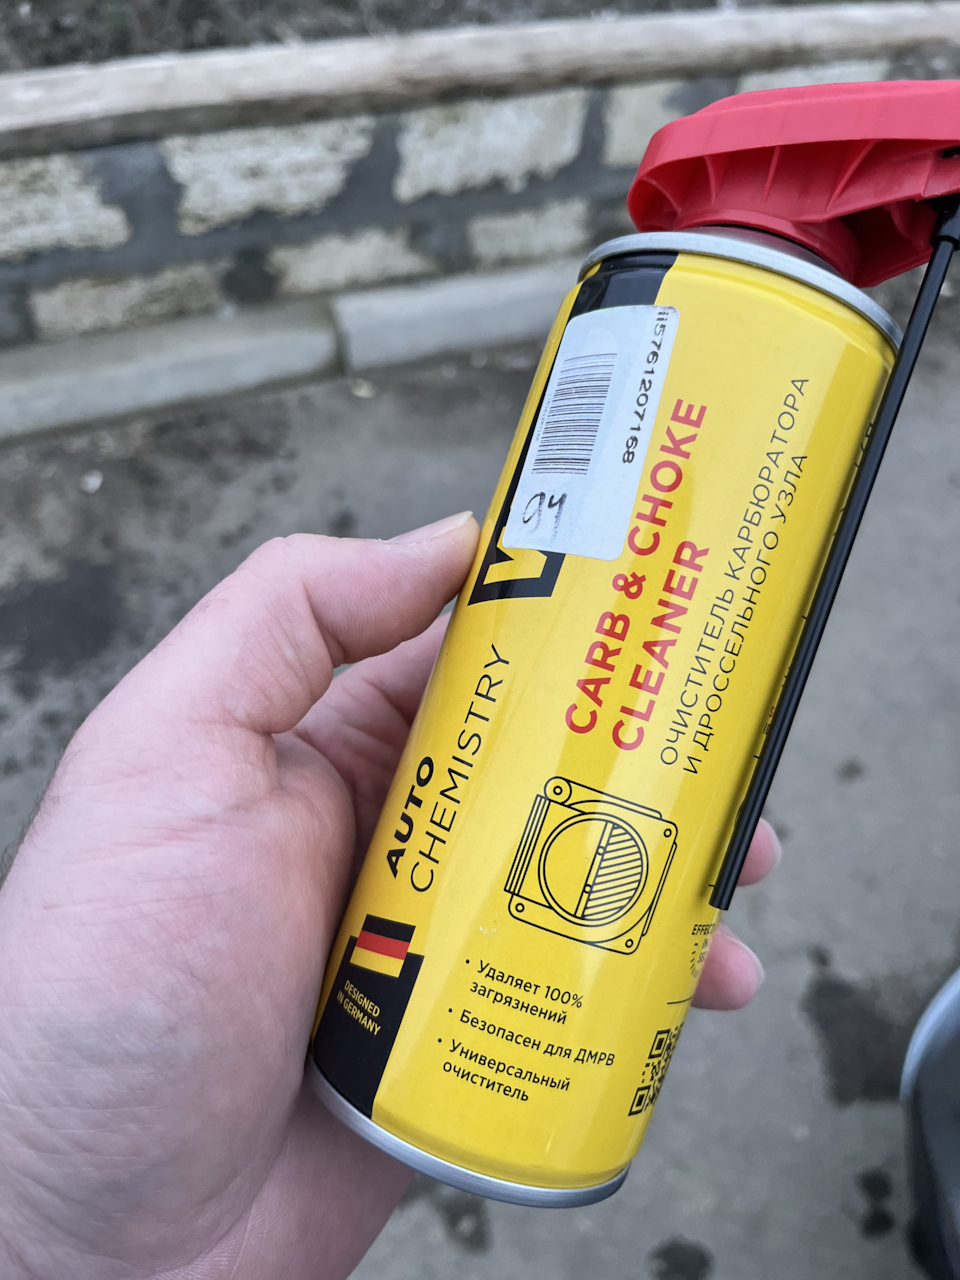 115761207168
94
AUTO
CHEMISTRY
CARB & CHOKE
CLEANER
ОЧИСТИТЕЛЬ КАРБЮРАТОРА
И ДРОССЕЛЬНОГО УЗЛА
DESIGNED
IN GERMANY
• Удаляет 100%
загрязнений
• Безопасен для ДМРВ
• Универсальный
очиститель